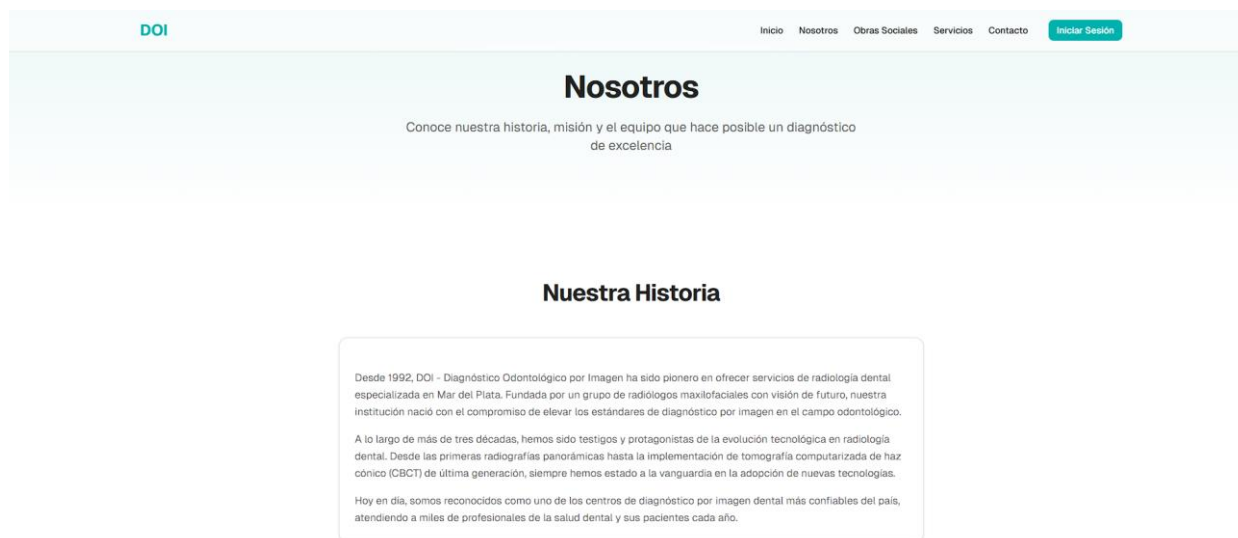 DOI
Inicio Nosotros Obras Sociales Servicios Contacto Iniciar Sesión
Nosotros
Conoce nuestra historia, misión y el equipo que hace posible un diagnóstico
de excelencia
Nuestra Historia
Desde 1992, DOI - Diagnóstico Odontológico por Imagen ha sido pionero en ofrecer servicios de radiología dental
especializada en Mar del Plata. Fundada por un grupo de radiólogos maxilofaciales con visión de futuro, nuestra
institución nació con el compromiso de elevar los estándares de diagnóstico por imagen en el campo odontológico.
A lo largo de más de tres décadas, hemos sido testigos y protagonistas de la evolución tecnológica en radiología
dental. Desde las primeras radiografías panorámicas hasta la implementación de tomografía computarizada de haz
cónico (CBCT) de última generación, siempre hemos estado a la vanguardia en la adopción de nuevas tecnologías.
Hoy en día, somos reconocidos como uno de los centros de diagnóstico por imagen dental más confiables del país,
atendiendo a miles de profesionales de la salud dental y sus pacientes cada año.